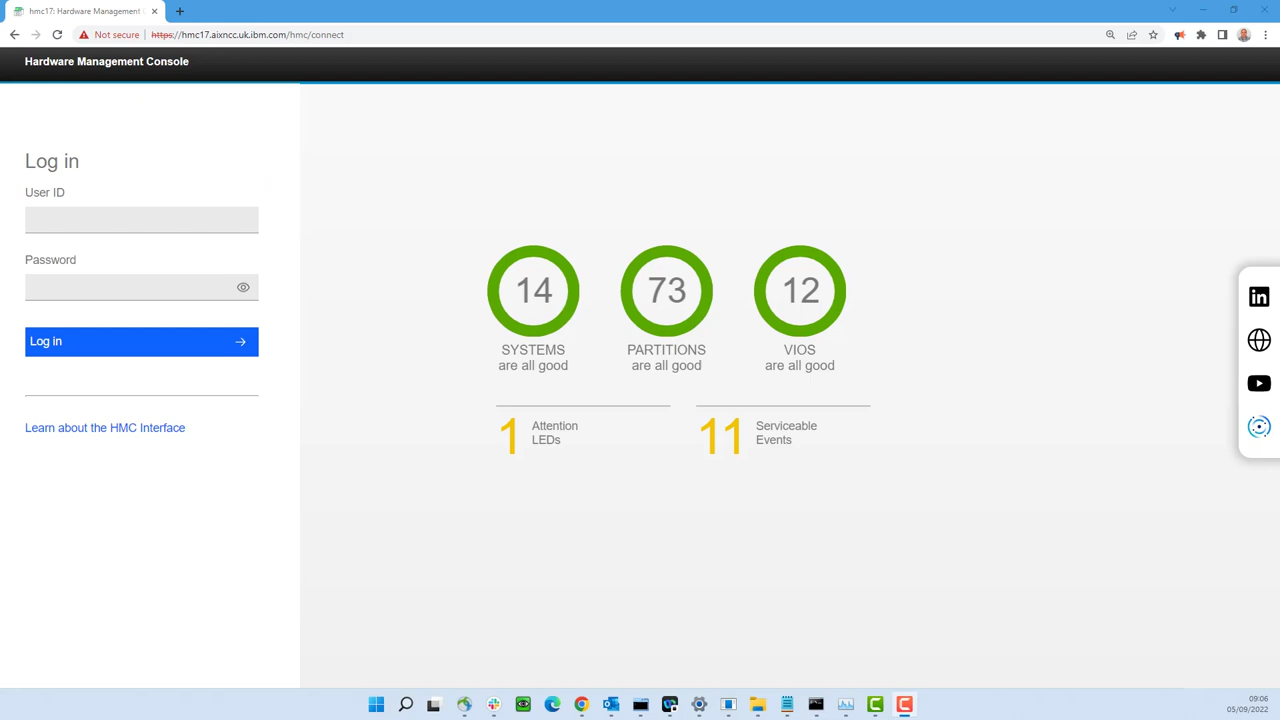 hmc17: Hardware Management
Not secure
https://hmc17.aixncc.uk.ibm.com/hmc/connect
Hardware Management Console
Log in
User ID
Password
Log in
Learn about the HMC Interface
14
SYSTEMS
are all good
73
PARTITIONS
are all good
12
VIOS
are all good
1
Attention
LEDs
11
Serviceable
Events
in
09:06
05/09/2022